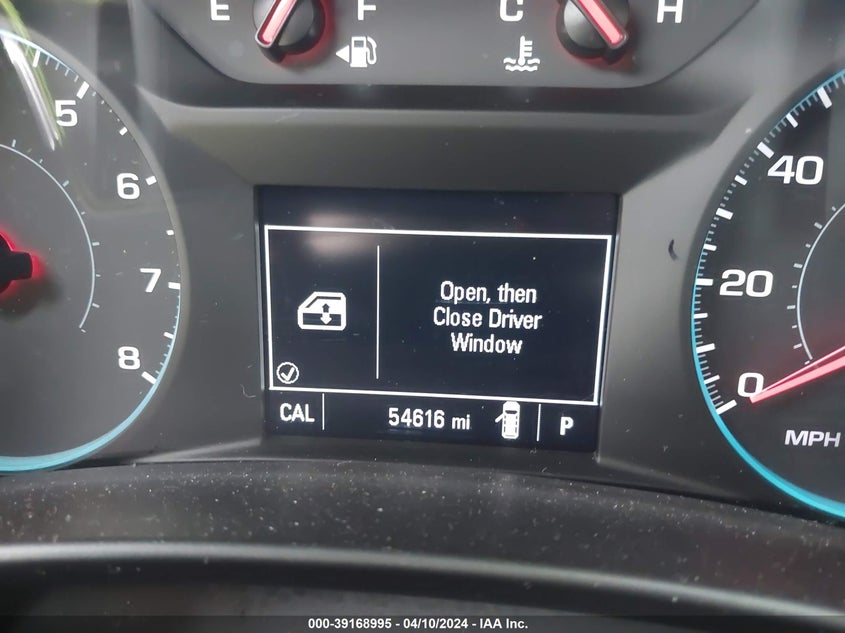 E F C H
5
6
7
8
40
20
0
MPH
Open, then
Close Driver
Window
CAL 54616 mi P
000-39168995 - 04/10/2024 - IAA Inc.